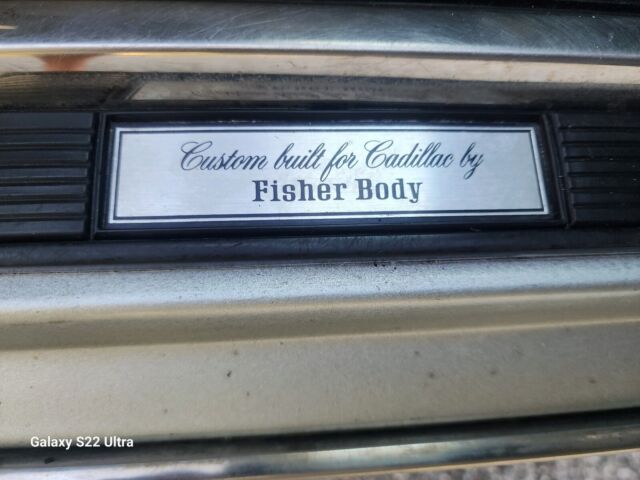 Custom built for Cadillac by
Fisher Body
Galaxy S22 Ultra